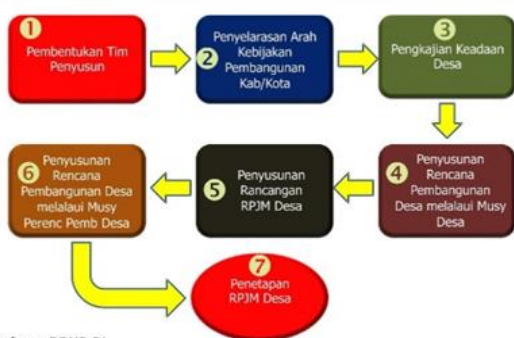 1
Pembentukan Tim
Penyusun
2
Penyelarasan Arah
Kebijakan
Pembangunan
Kab/Kota
3
Pengkajian Keadaan
Desa
4
Penyusunan
Rencana
Pembangunan
Desa melalaui Musy
Desa
5
Penyusunan
Rancangan
RPJM Desa
6
Penyusunan
Rencana
Pembangunan Desa
melalaui Musy
Perenc Pemb Desa
7
Penetapan
RPJM Desa